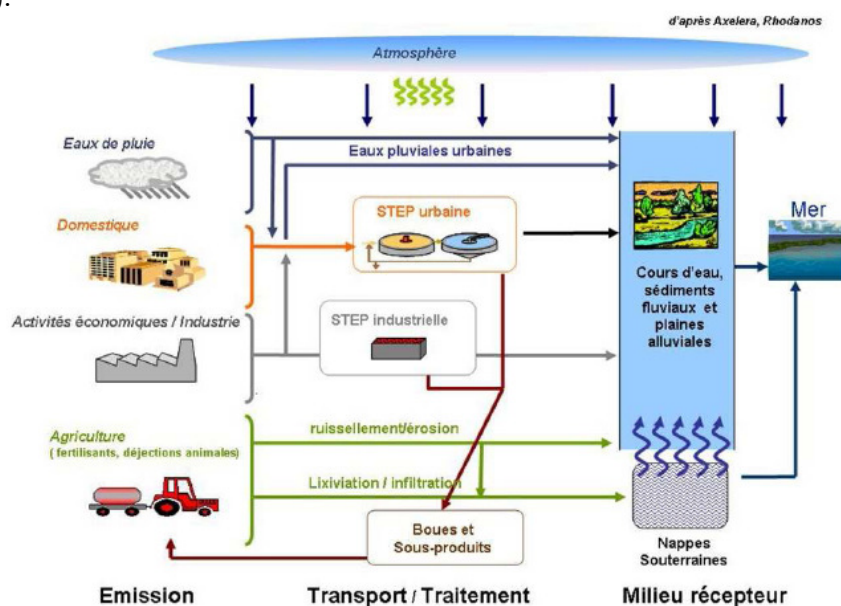 d'après Axelera, Rhodanos
Atmosphère
Eaux de pluie
Eaux pluviales urbaines
Domestique
STEP urbaine
Mer
Cours d'eau,
sédiments
fluviaux et
plaines
alluviales
Activités économiques / Industrie
STEP industrielle
Agriculture
( fertilisants, déjections animales)
ruissellement/érosion
Lixiviation / infiltration
Boues et
Sous-produits
Nappes
Souterraines
Emission
Transport / Traitement
Milieu récepteur